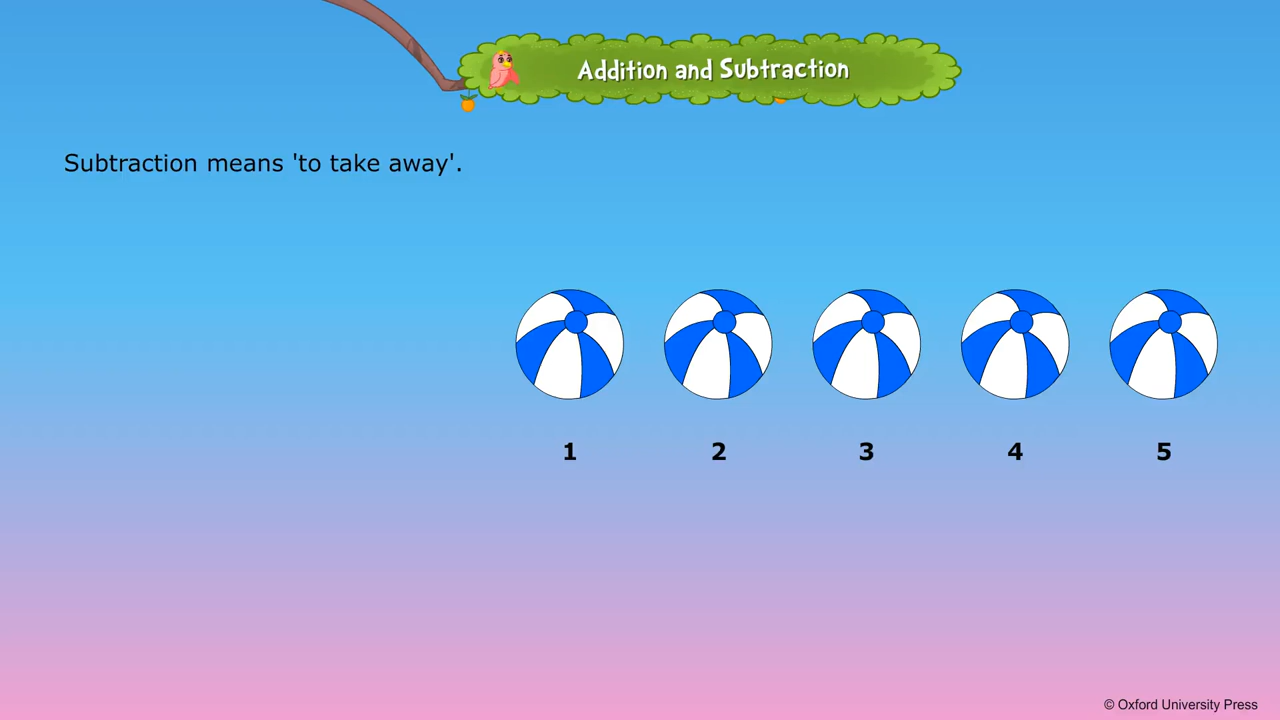 Addition and Subtraction
Subtraction means 'to take away'.
1 2 3 4 5
© Oxford University Press